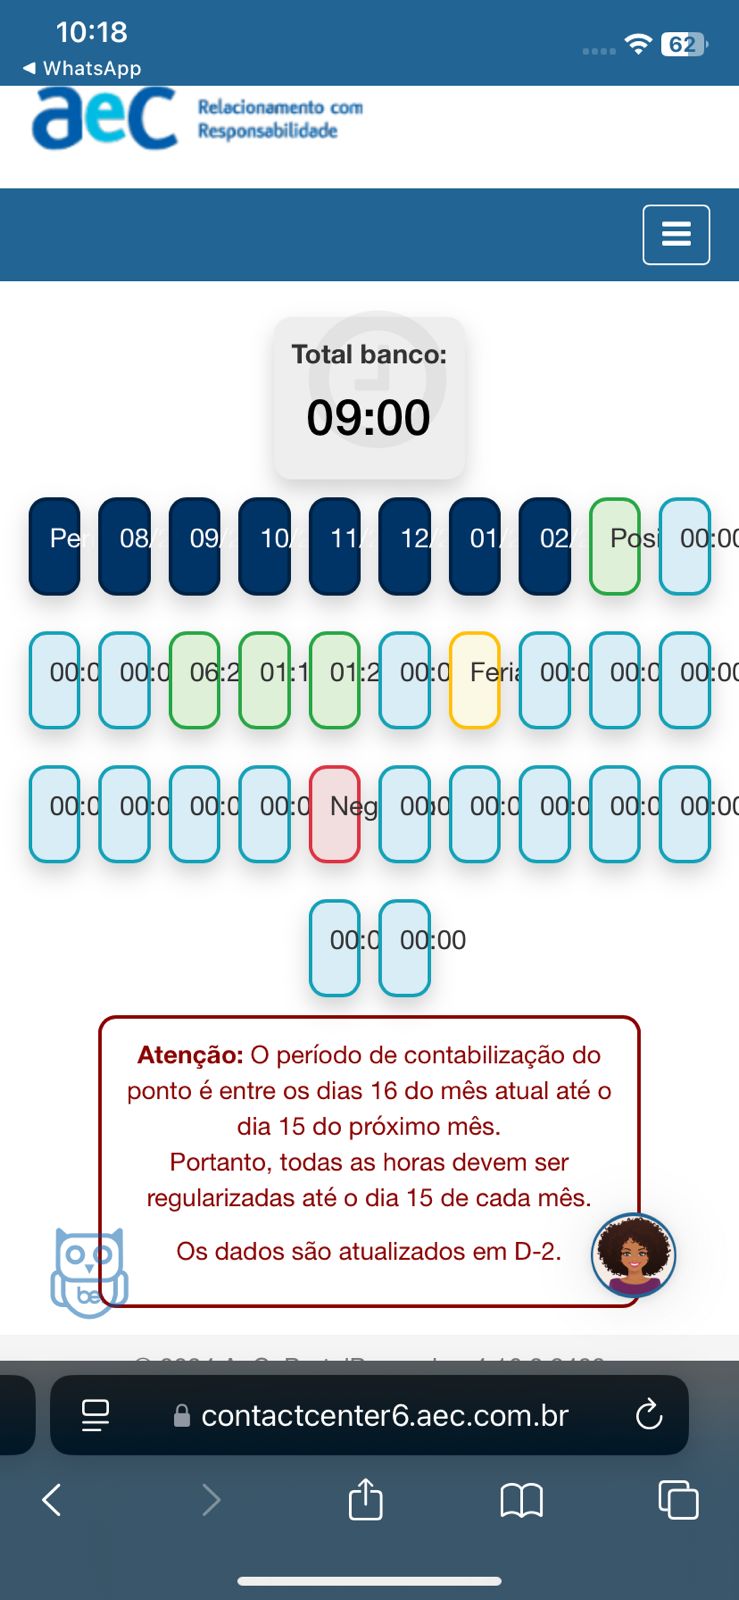 10:18
62
◀ WhatsApp
aeC
Relacionamento com
Responsabilidade
Total banco:
09:00
Per 08/ 09/ 10/ 11/ 12/ 01/ 02/ Posi 00:00
00:0 00:0 06:2 01:1 01:2 00:0 Feria 00:0 00:0 00:00
00:0 00:0 00:0 00:0 Neg 00:0 00:0 00:0 00:0 00:00
00:0 00:00
Atenção: O período de contabilização do
ponto é entre os dias 16 do mês atual até o
dia 15 do próximo mês.
Portanto, todas as horas devem ser
regularizadas até o dia 15 de cada mês.
Os dados são atualizados em D-2.
be
contactcenter6.aec.com.br